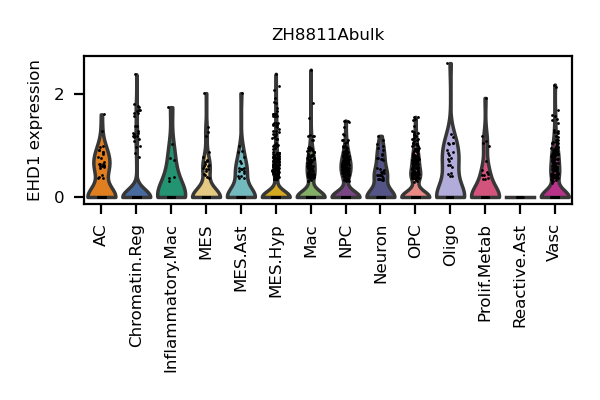 ZH8811Abulk
EHD1 expression
2
0
AC
Chromatin.Reg
Inflammatory.Mac
MES
MES.Ast
MES.Hyp
Mac
NPC
Neuron
OPC
Oligo
Prolif.Metab
Reactive.Ast
Vasc